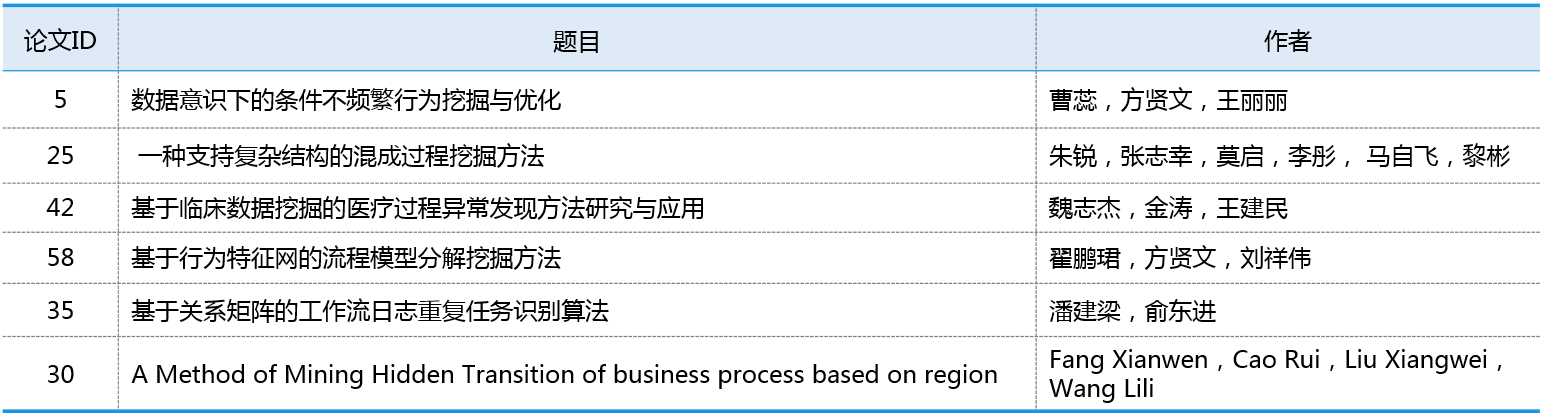 论文ID 题目 作者
5 数据意识下的条件不频繁行为挖掘与优化 曹蕊，方贤文，王丽丽
25 一种支持复杂结构的混成过程挖掘方法 朱锐，张志幸，莫启，李彤， 马自飞，黎彬
42 基于临床数据挖掘的医疗过程异常发现方法研究与应用 魏志杰，金涛，王建民
58 基于行为特征网的流程模型分解挖掘方法 翟鹏珺，方贤文，刘祥伟
35 基于关系矩阵的工作流日志重复任务识别算法 潘建梁，俞东进
30 A Method of Mining Hidden Transition of business process based on region Fang Xianwen，Cao Rui，Liu Xiangwei，
Wang Lili